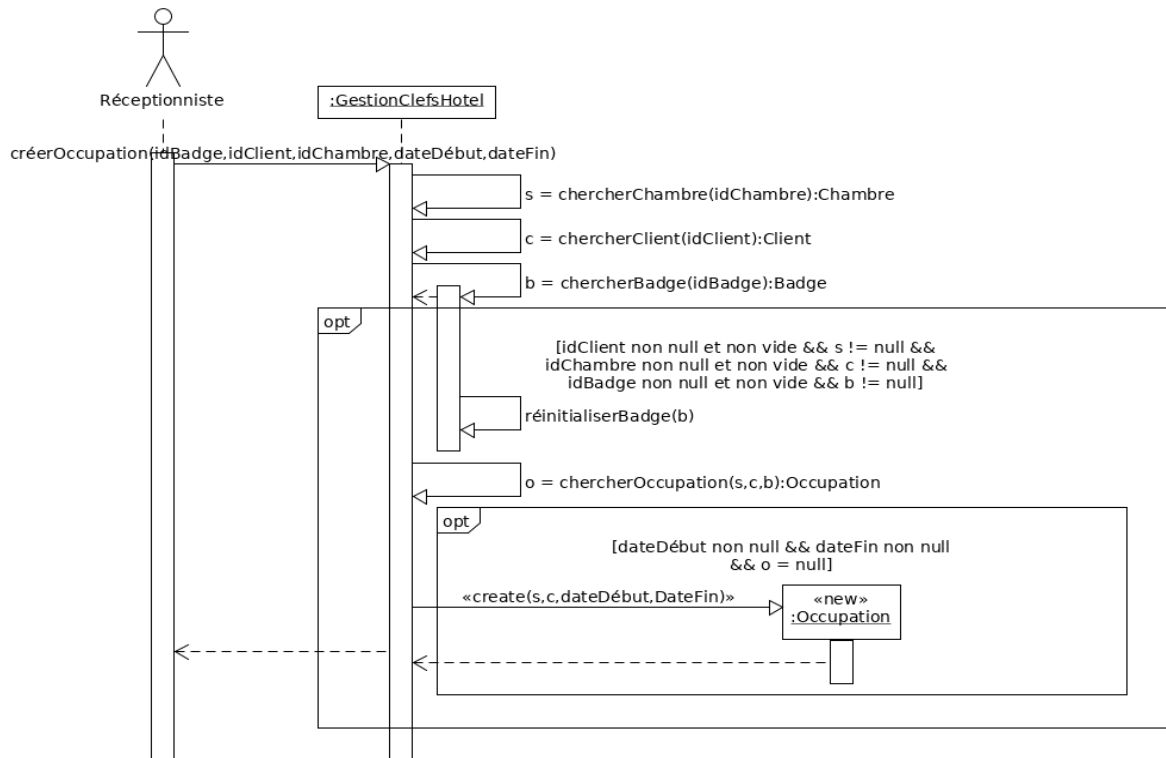 Réceptionniste
:GestionClefsHotel
créerOccupation(idBadge,idClient,idChambre,dateDébut,dateFin)
s = chercherChambre(idChambre):Chambre
c = chercherClient(idClient):Client
b = chercherBadge(idBadge):Badge
opt
[idClient non null et non vide && s != null &&
idChambre non null et non vide && c != null &&
idBadge non null et non vide && b != null]
réinitialiserBadge(b)
o = chercherOccupation(s,c,b):Occupation
opt
[dateDébut non null && dateFin non null
&& o = null]
«create(s,c,dateDébut,DateFin)»
«new»
:Occupation